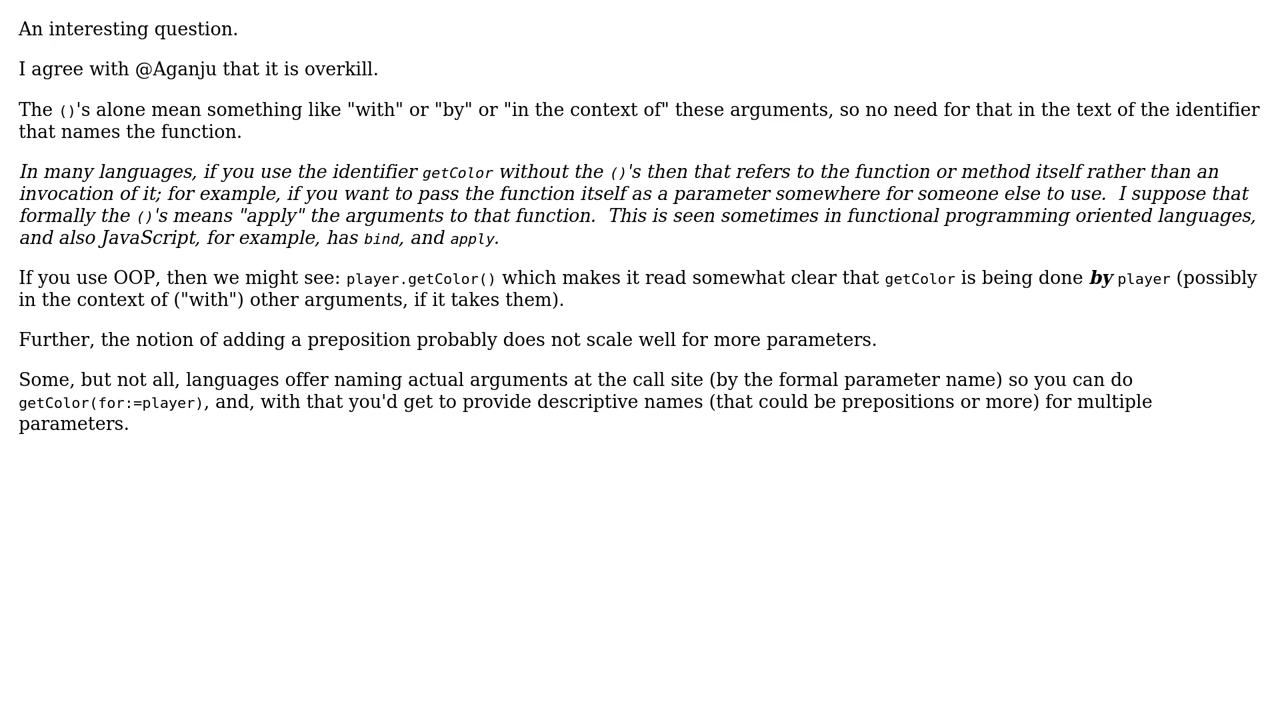 An interesting question.
I agree with @Aganju that it is overkill.
The ()'s alone mean something like "with" or "by" or "in the context of" these arguments, so no need for that in the text of the identifier
that names the function.
In many languages, if you use the identifier getColor without the ()'s then that refers to the function or method itself rather than an
invocation of it; for example, if you want to pass the function itself as a parameter somewhere for someone else to use.  I suppose that
formally the ()'s means "apply" the arguments to that function.  This is seen sometimes in functional programming oriented languages,
and also JavaScript, for example, has bind, and apply.
If you use OOP, then we might see: player.getColor() which makes it read somewhat clear that getColor is being done by player (possibly
in the context of ("with") other arguments, if it takes them).
Further, the notion of adding a preposition probably does not scale well for more parameters.
Some, but not all, languages offer naming actual arguments at the call site (by the formal parameter name) so you can do
getColor(for:=player), and, with that you'd get to provide descriptive names (that could be prepositions or more) for multiple
parameters.